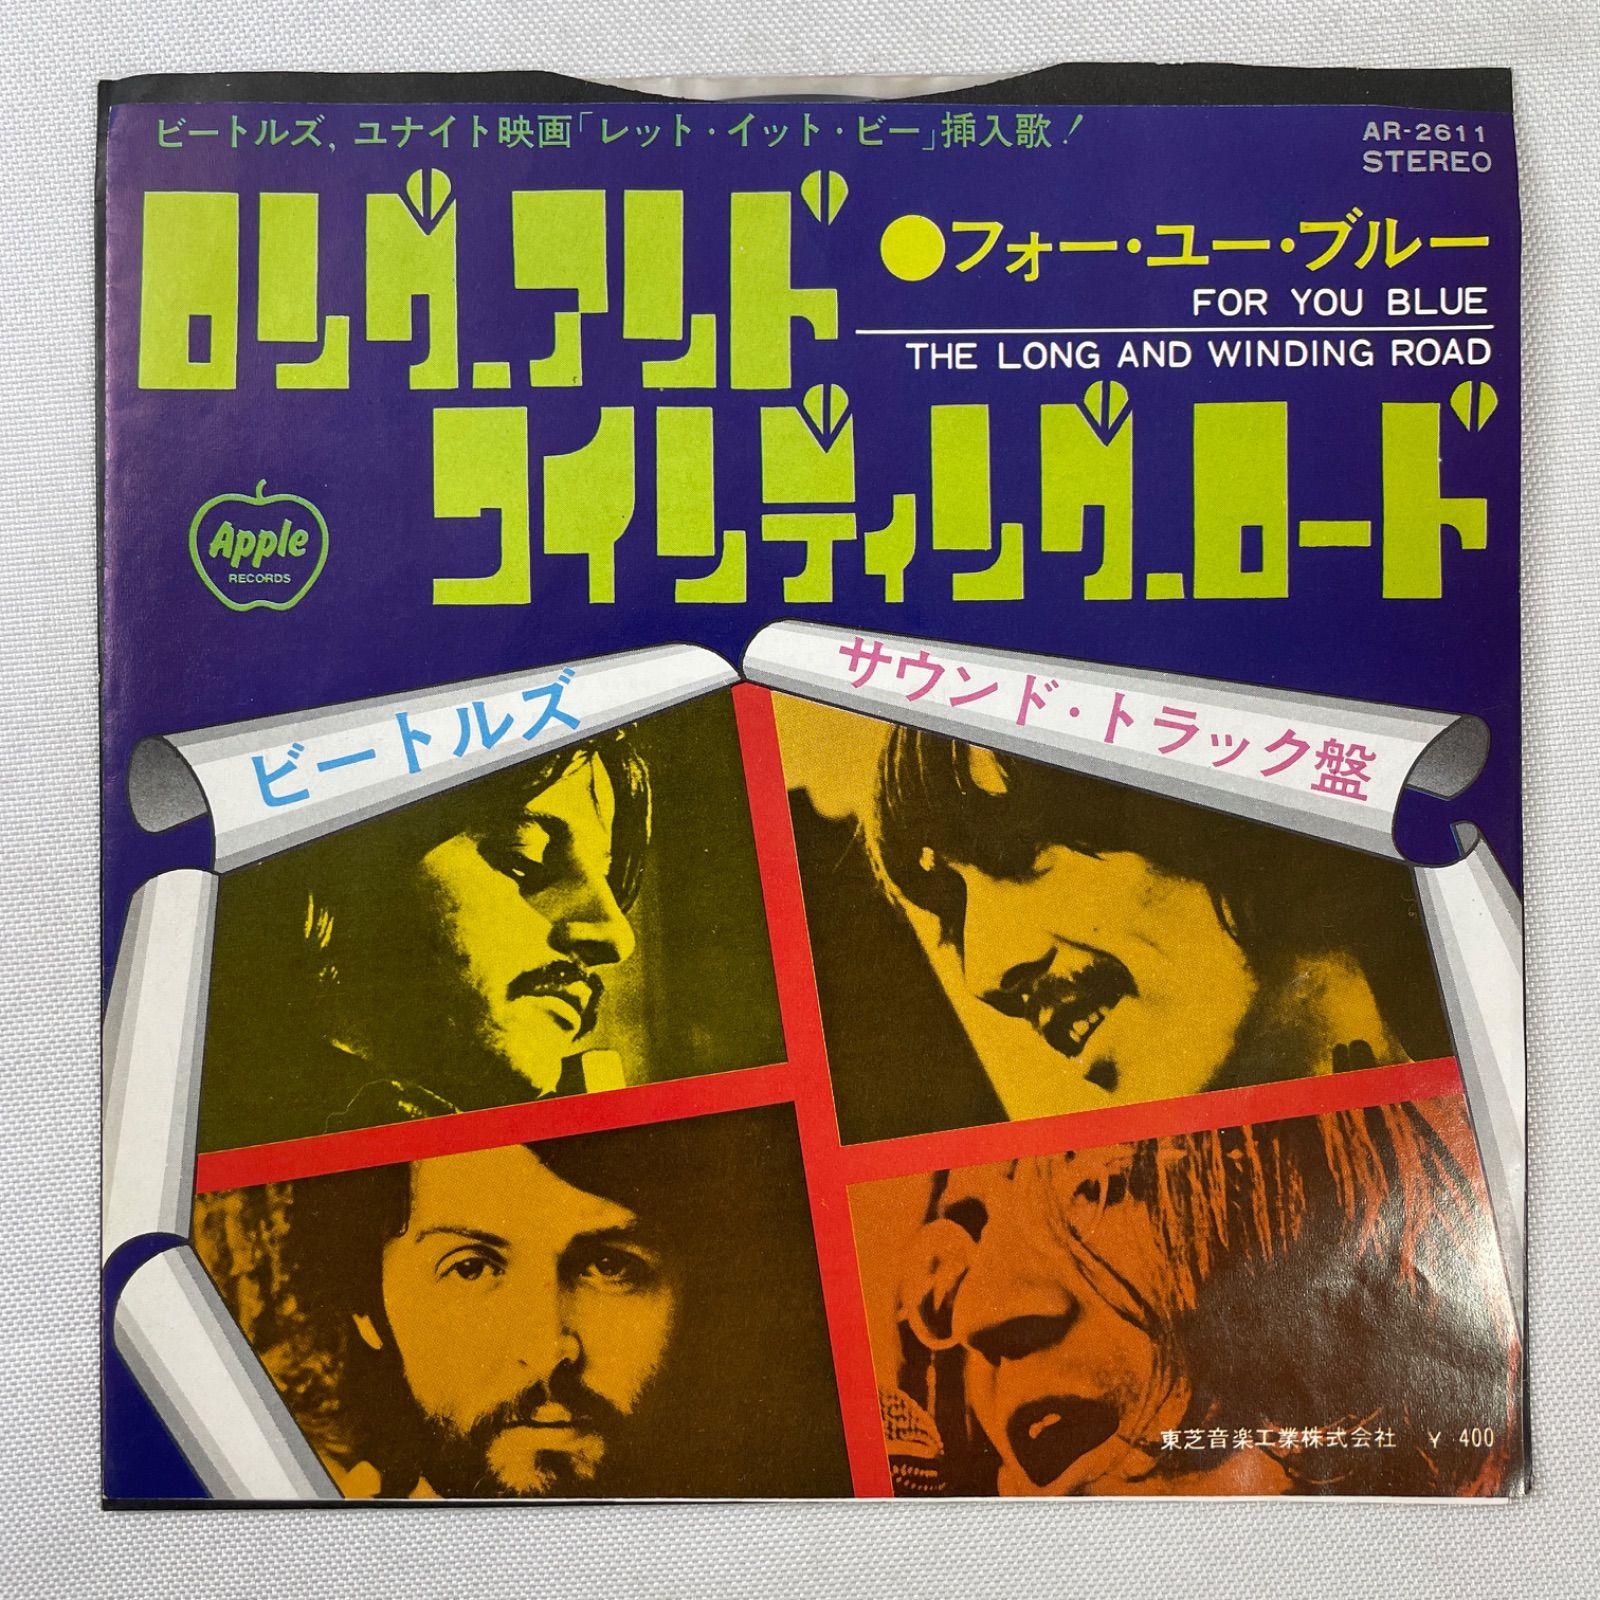 ビートルズ, ユナイト映画「レット・イット・ビー」挿入歌!
AR-2611
STEREO
ロング・アンド
ワインディング・ロード
●フォー・ユー・ブルー
FOR YOU BLUE
THE LONG AND WINDING ROAD
Apple
RECORDS
ビートルズ
サウンド・トラック盤
東芝音楽工業株式会社 ¥ 400